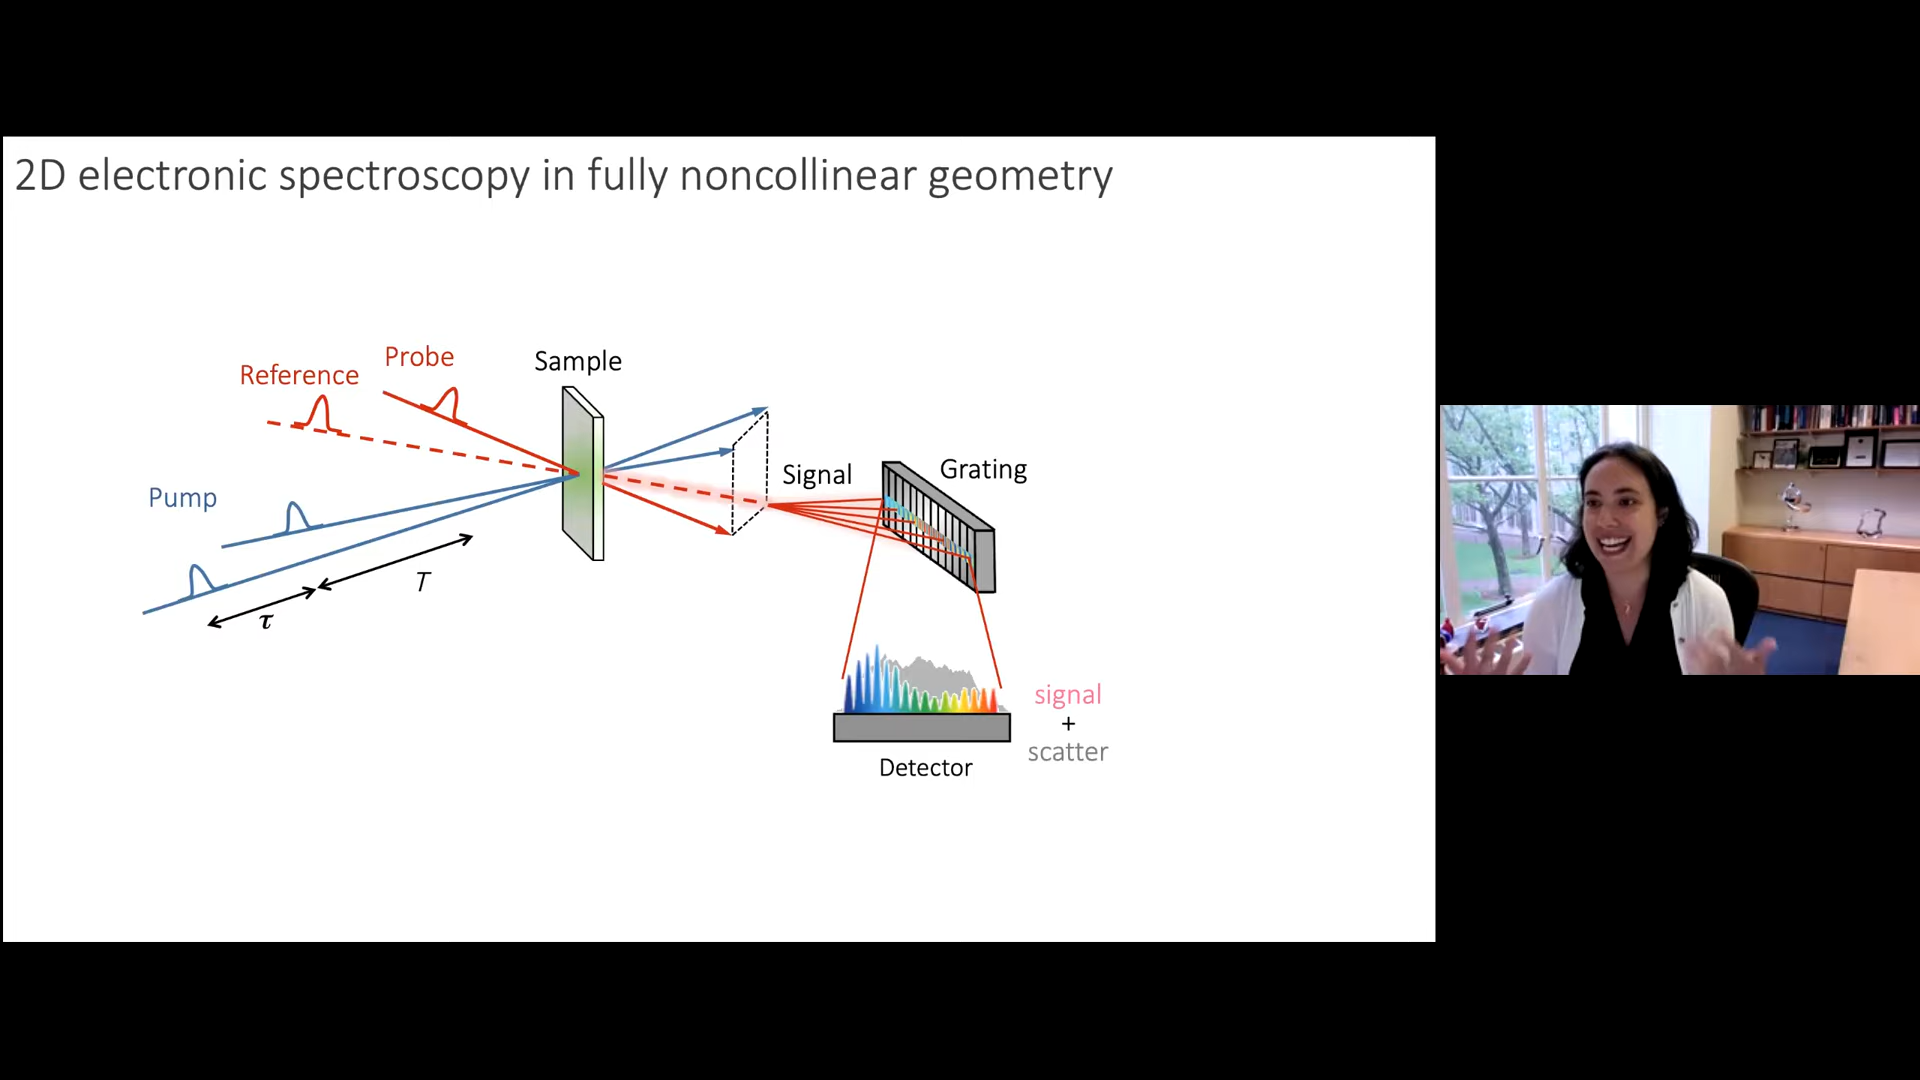 2D electronic spectroscopy in fully noncollinear geometry
Probe
Reference
Sample
Pump
Signal
Grating
T
τ
signal
+
scatter
Detector